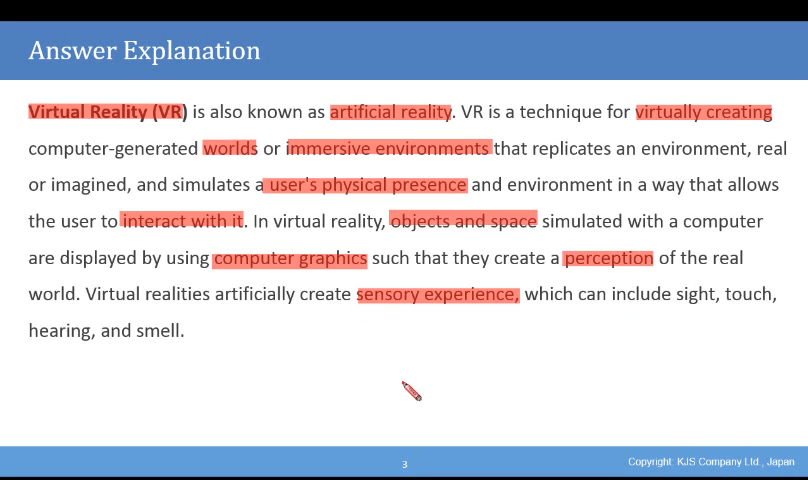 Answer Explanation
Virtual Reality (VR) is also known as artificial reality. VR is a technique for virtually creating
computer-generated worlds or immersive environments that replicates an environment, real
or imagined, and simulates a user's physical presence and environment in a way that allows
the user to interact with it. In virtual reality, objects and space simulated with a computer
are displayed by using computer graphics such that they create a perception of the real
world. Virtual realities artificially create sensory experience, which can include sight, touch,
hearing, and smell.
3
Copyright: KJS Company Ltd., Japan